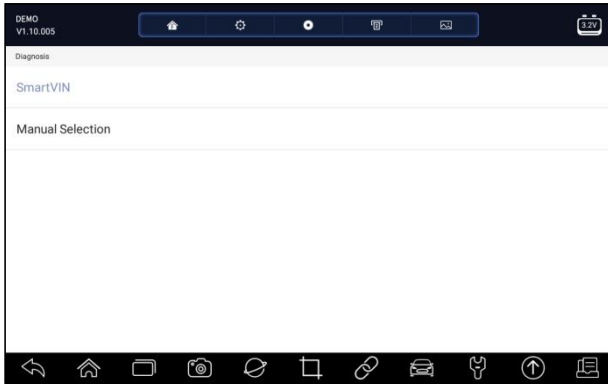 DEMO
V1.10.005
3.2V
Diagnosis
SmartVIN
Manual Selection